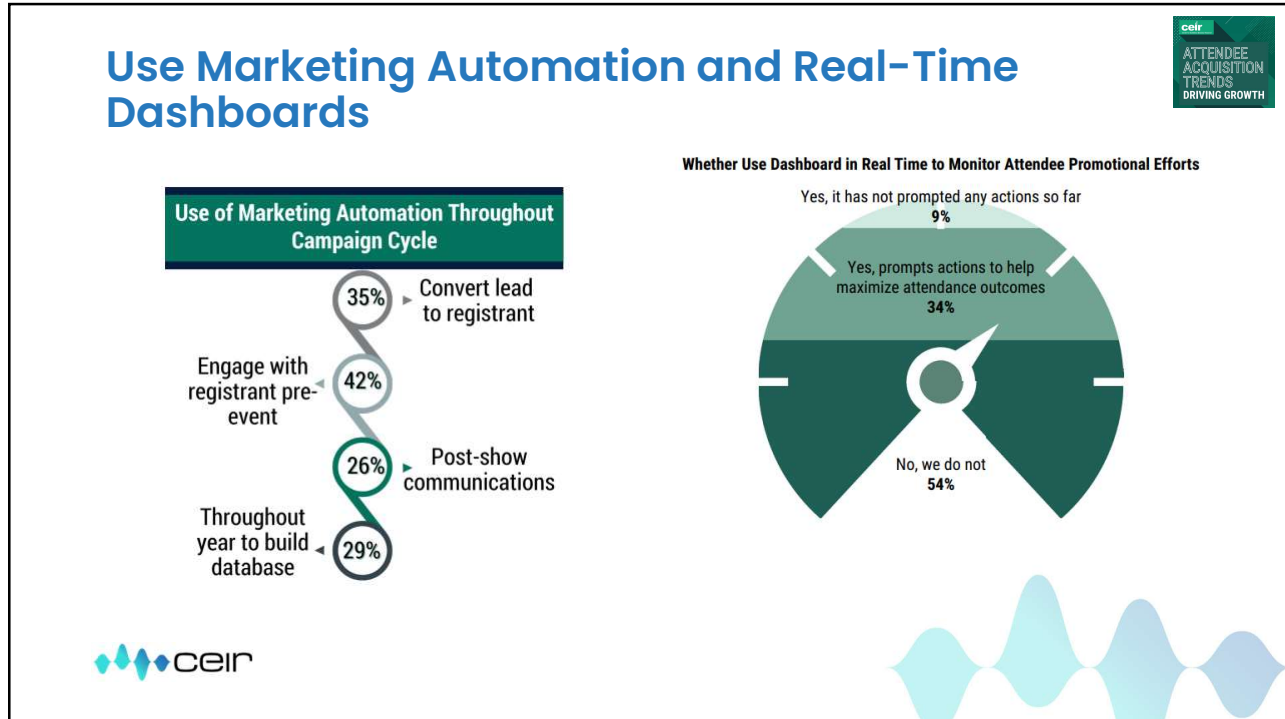 Use Marketing Automation and Real-Time
Dashboards
ceir
ATTENDEE
ACQUISITION
TRENDS
DRIVING GROWTH
Use of Marketing Automation Throughout
Campaign Cycle
35%
Convert lead
to registrant
Engage with
registrant pre-
event
42%
26%
Post-show
communications
Throughout
year to build
database
29%
Whether Use Dashboard in Real Time to Monitor Attendee Promotional Efforts
Yes, it has not prompted any actions so far
9%
Yes, prompts actions to help
maximize attendance outcomes
34%
No, we do not
54%
ceir